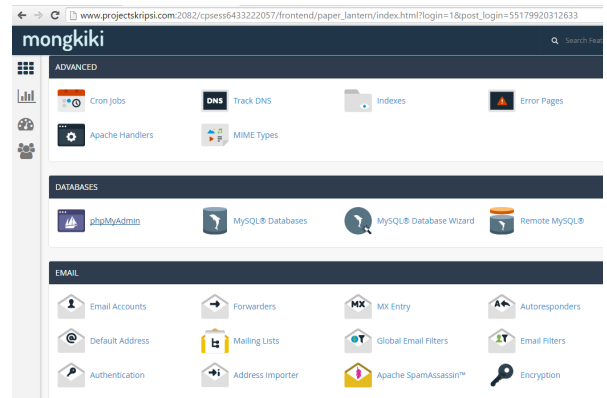 www.projectskripsi.com:2082/cpsess6433222057/frontend/paper_lantern/index.html?login=1&post_login=55179920312633
mongkiki
Search Feat
ADVANCED
Cron Jobs
Track DNS
Indexes
Error Pages
Apache Handlers
MIME Types
DATABASES
phpMyAdmin
MySQL® Databases
MySQL® Database Wizard
Remote MySQL®
EMAIL
Email Accounts
Forwarders
MX Entry
Autoresponders
Default Address
Mailing Lists
Global Email Filters
Email Filters
Authentication
Address Importer
Apache SpamAssassin™
Encryption